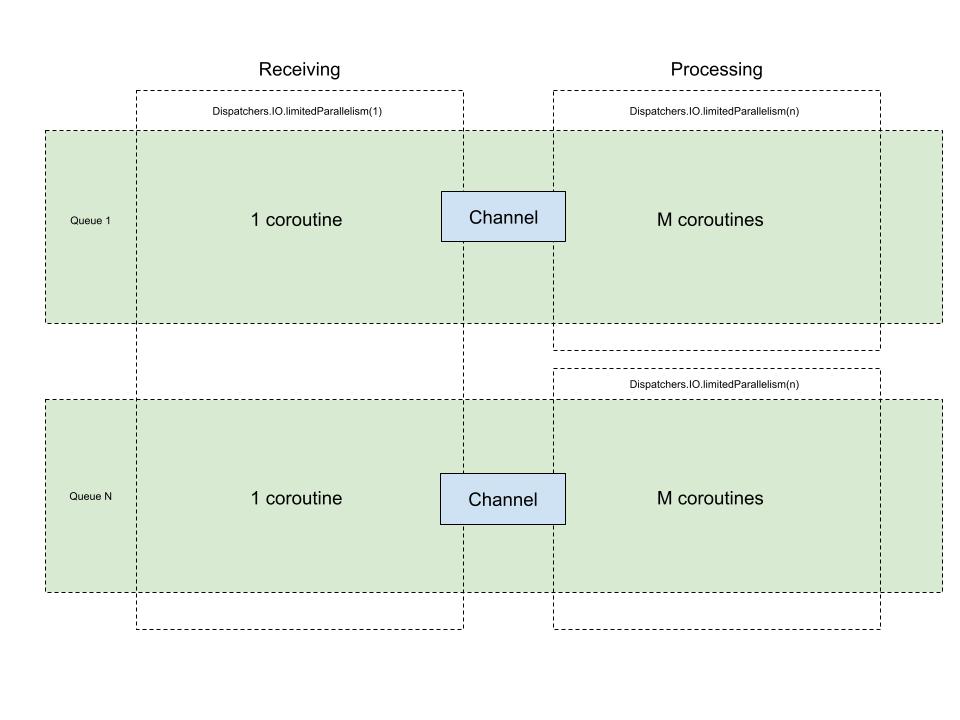 Receiving
Processing
Dispatchers.IO.limitedParallelism(1)
Dispatchers.IO.limitedParallelism(n)
Queue 1
1 coroutine
Channel
M coroutines
Dispatchers.IO.limitedParallelism(n)
Queue N
1 coroutine
Channel
M coroutines